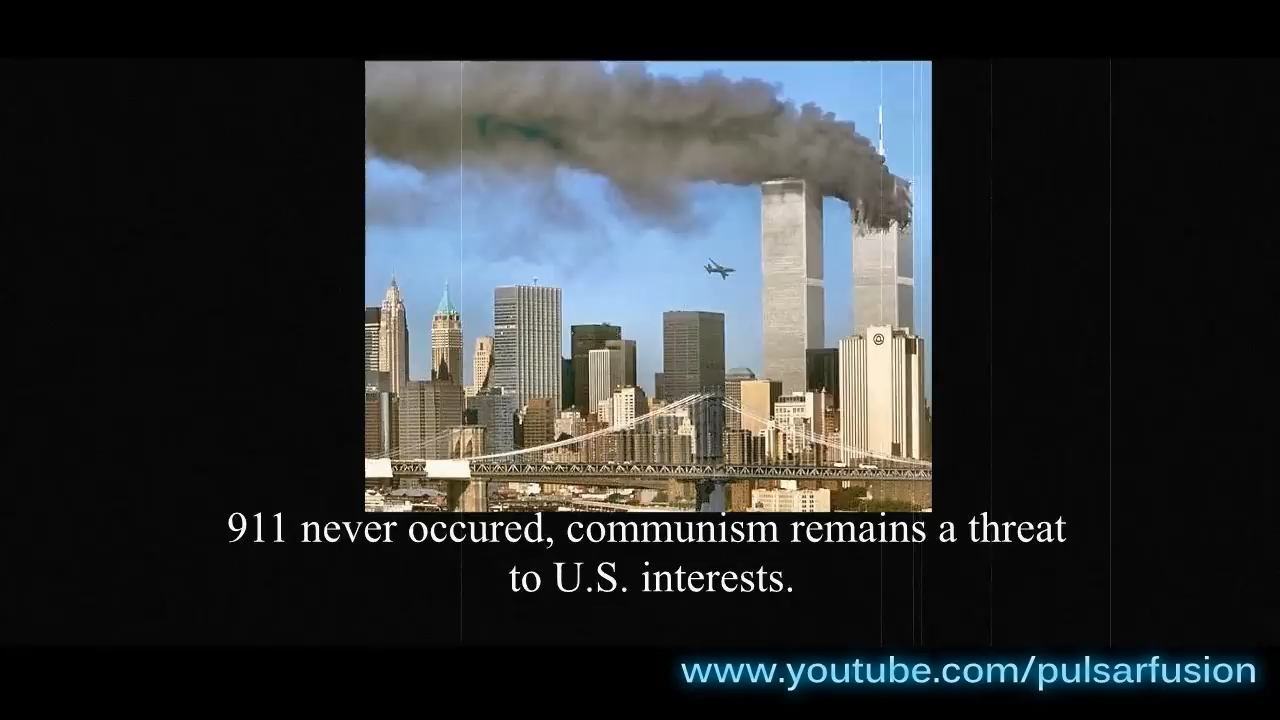 911 never occured, communism remains a threat
to U.S. interests.
www.youtube.com/pulsarfusion